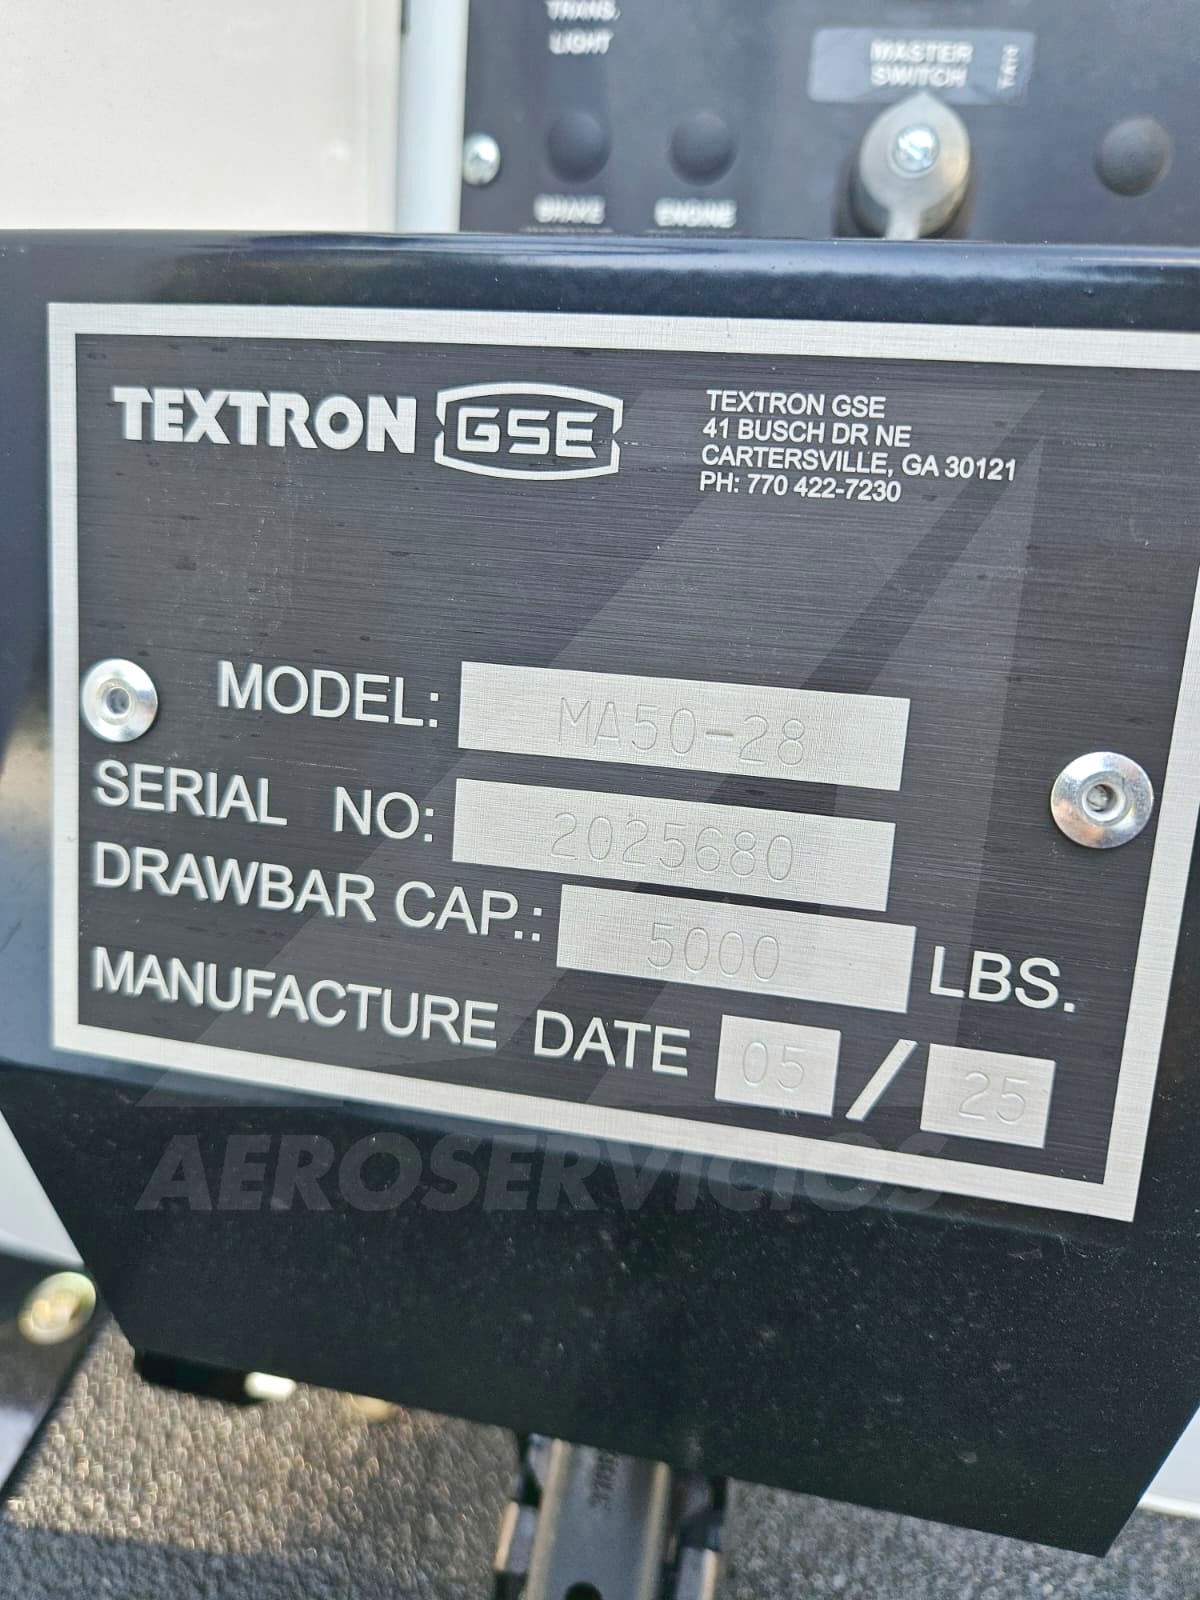 TRANS.
LIGHT
MASTER
SWITCH
BRAKE
ENGINE
TEXTRON GSE
TEXTRON GSE
41 BUSCH DR NE
CARTERSVILLE, GA 30121
PH: 770 422-7230
MODEL: MA50-28
SERIAL NO: 2025680
DRAWBAR CAP.: 5000 LBS.
MANUFACTURE DATE 05 / 25
AEROSERVICIOS